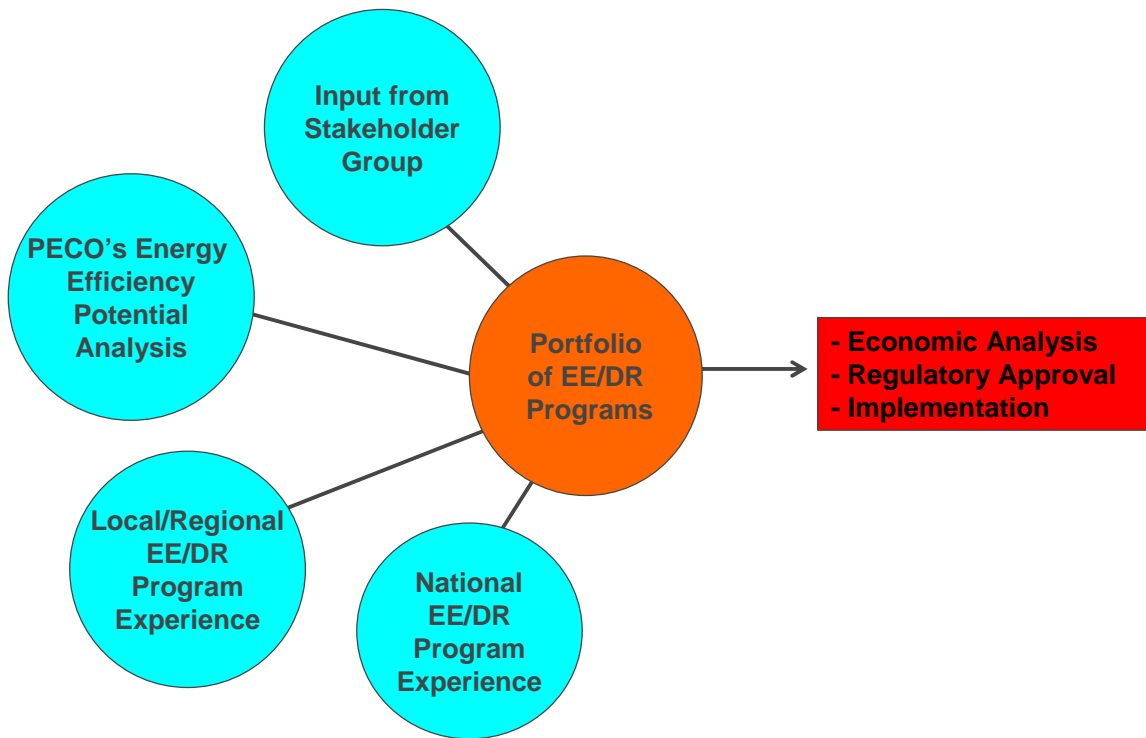 Input from
Stakeholder
Group
PECO’s Energy
Efficiency
Potential
Analysis
Portfolio
of EE/DR
Programs
- Economic Analysis
- Regulatory Approval
- Implementation
Local/Regional
EE/DR
Program
Experience
National
EE/DR
Program
Experience